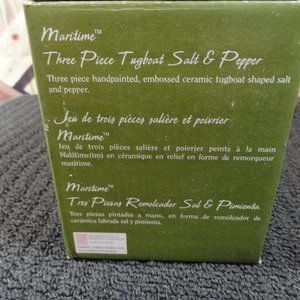 Maritime™
Three Piece Tugboat Salt & Pepper
Three piece handpainted, embossed ceramic tugboat shaped salt
and pepper.
Jeu de trois pièces salière et poivrier
Maritime™
Jeu de trois pièces salière et poivrier peints à la main
Maritime(tm) en céramique en relief en forme de remorqueur
maritime.
Maritime™
Tres Piezas Remolcador Sal & Pimienta
Tres piezas pintadas a mano, en forma de remolcador de
cerámica labrada sal y pimienta.